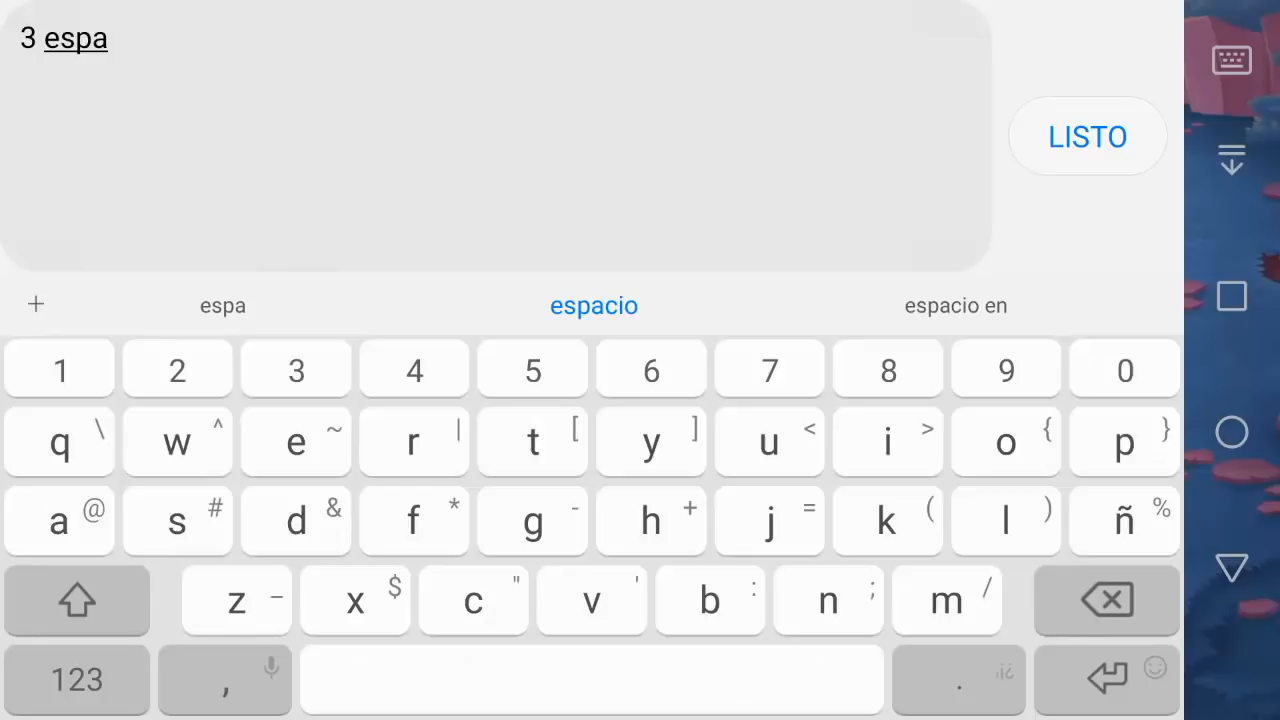 3 espa
LISTO
+ espa espacio espacio en
1 2 3 4 5 6 7 8 9 0
q \ w ^ e ~ r | t [ y ] u < i > o { p }
a @ s # d & f * g - h + j = k ( l ) ñ %
z _ x $ c " v ' b : n ; m /
123 , . ¡¿